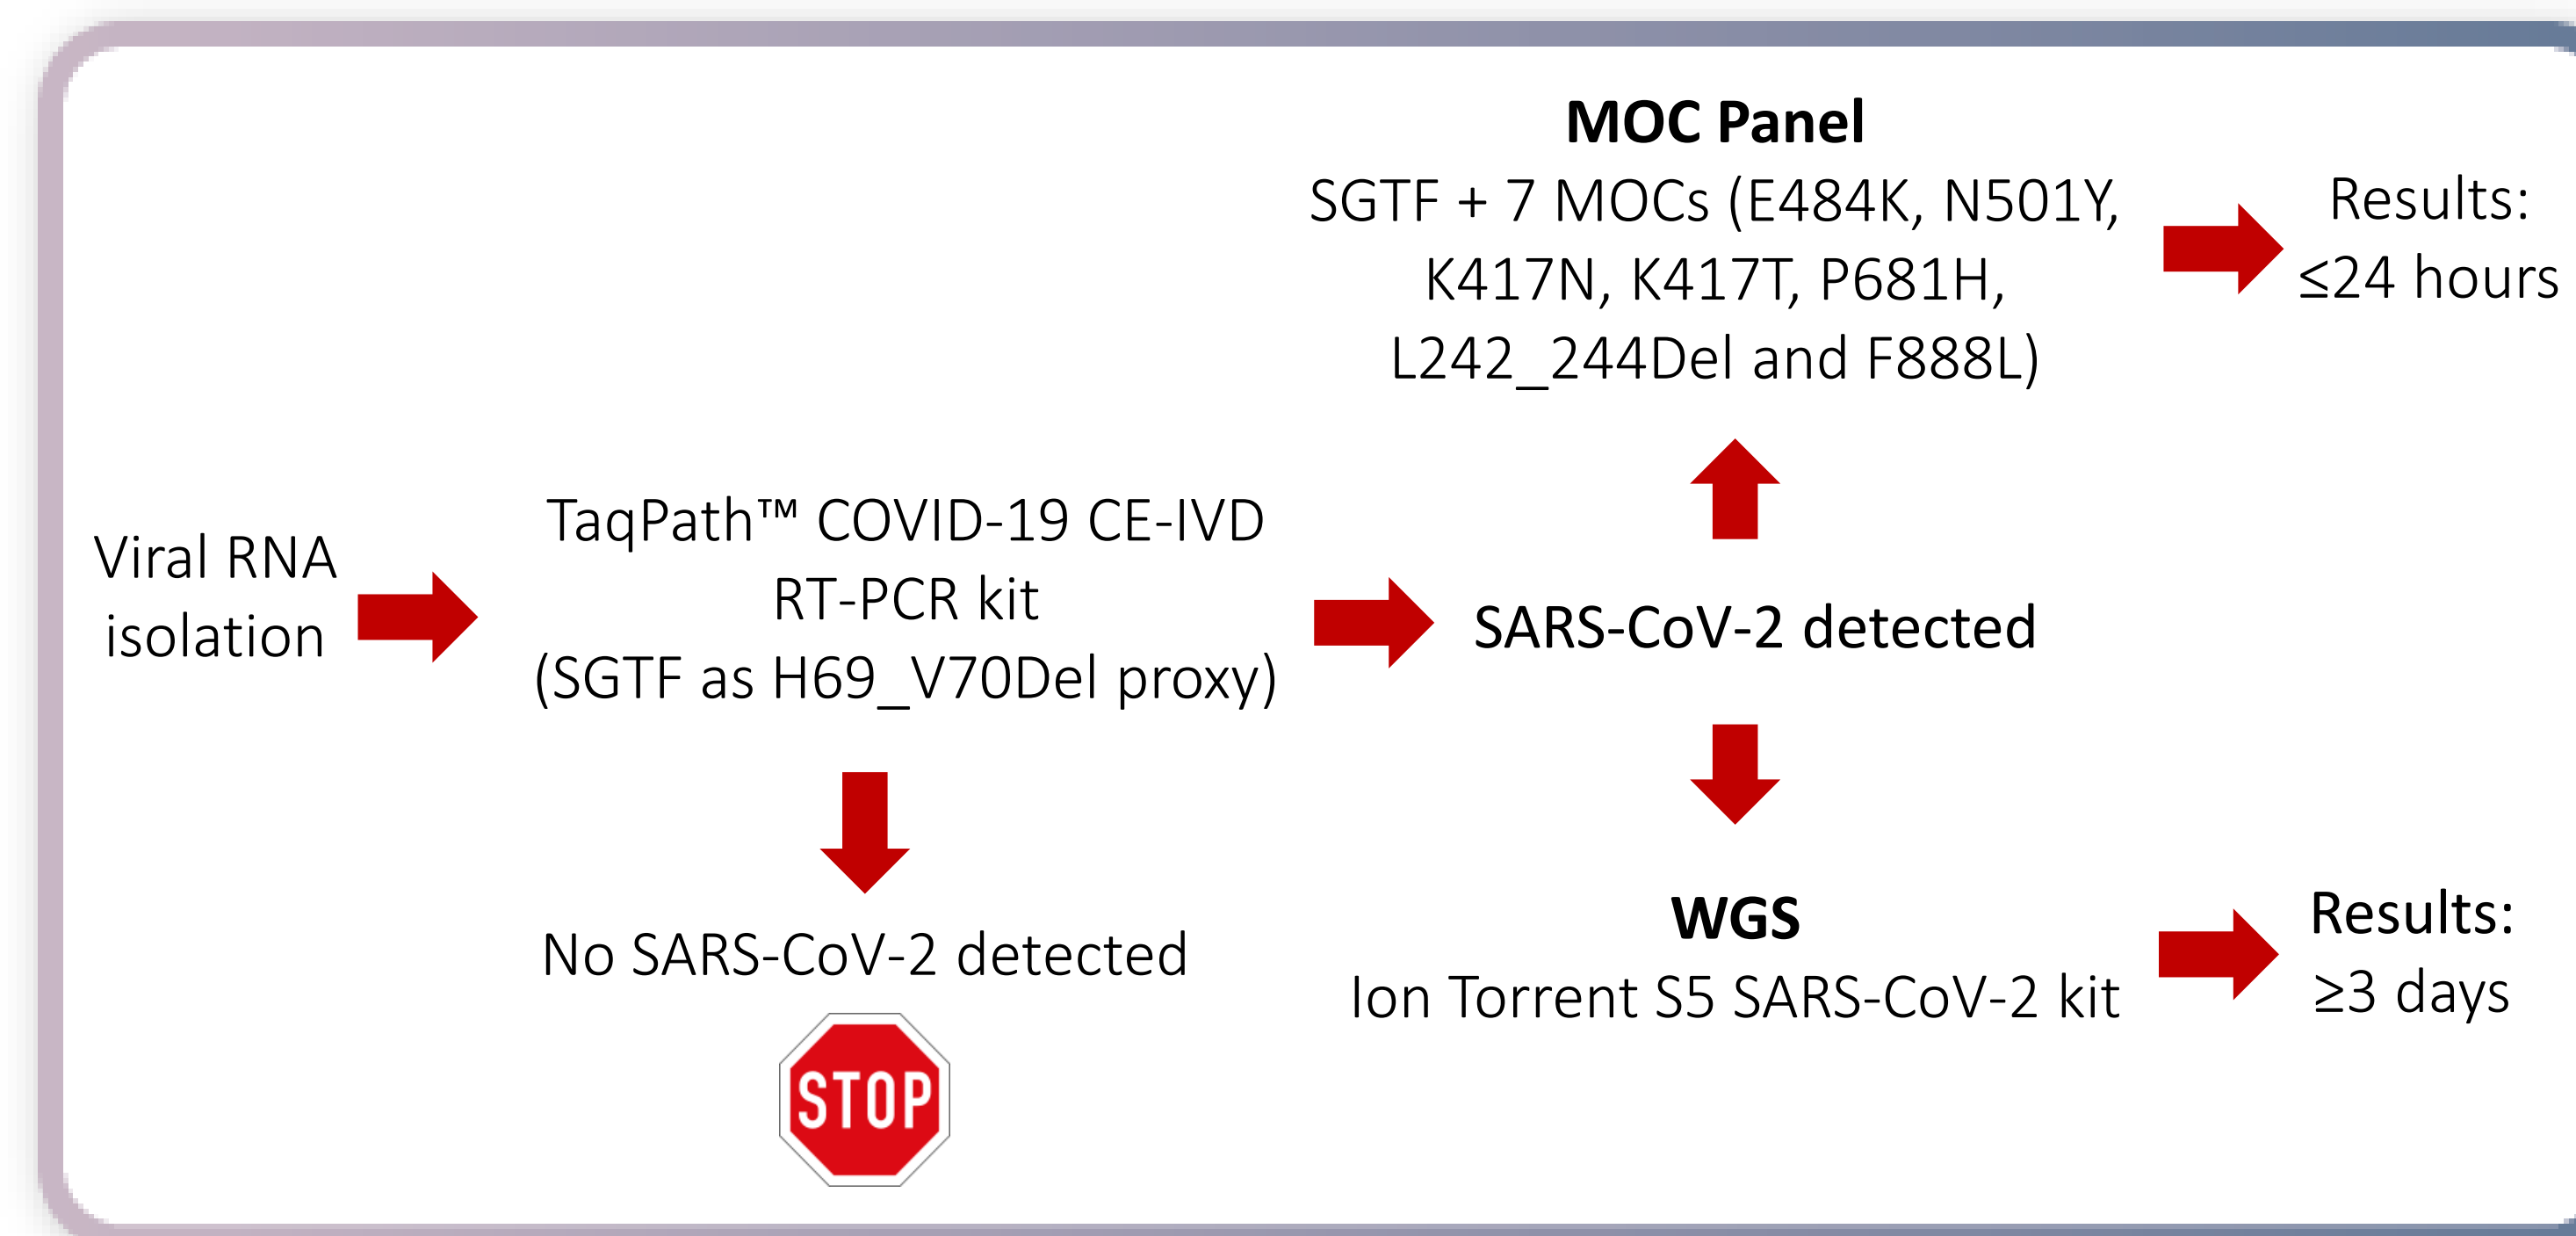 Viral RNA
isolation
TaqPath™ COVID-19 CE-IVD
RT-PCR kit
(SGTF as H69_V70Del proxy)
No SARS-CoV-2 detected
STOP
SARS-CoV-2 detected
MOC Panel
SGTF + 7 MOCs (E484K, N501Y,
K417N, K417T, P681H,
L242_244Del and F888L)
Results:
≤24 hours
WGS
Ion Torrent S5 SARS-CoV-2 kit
Results:
≥3 days